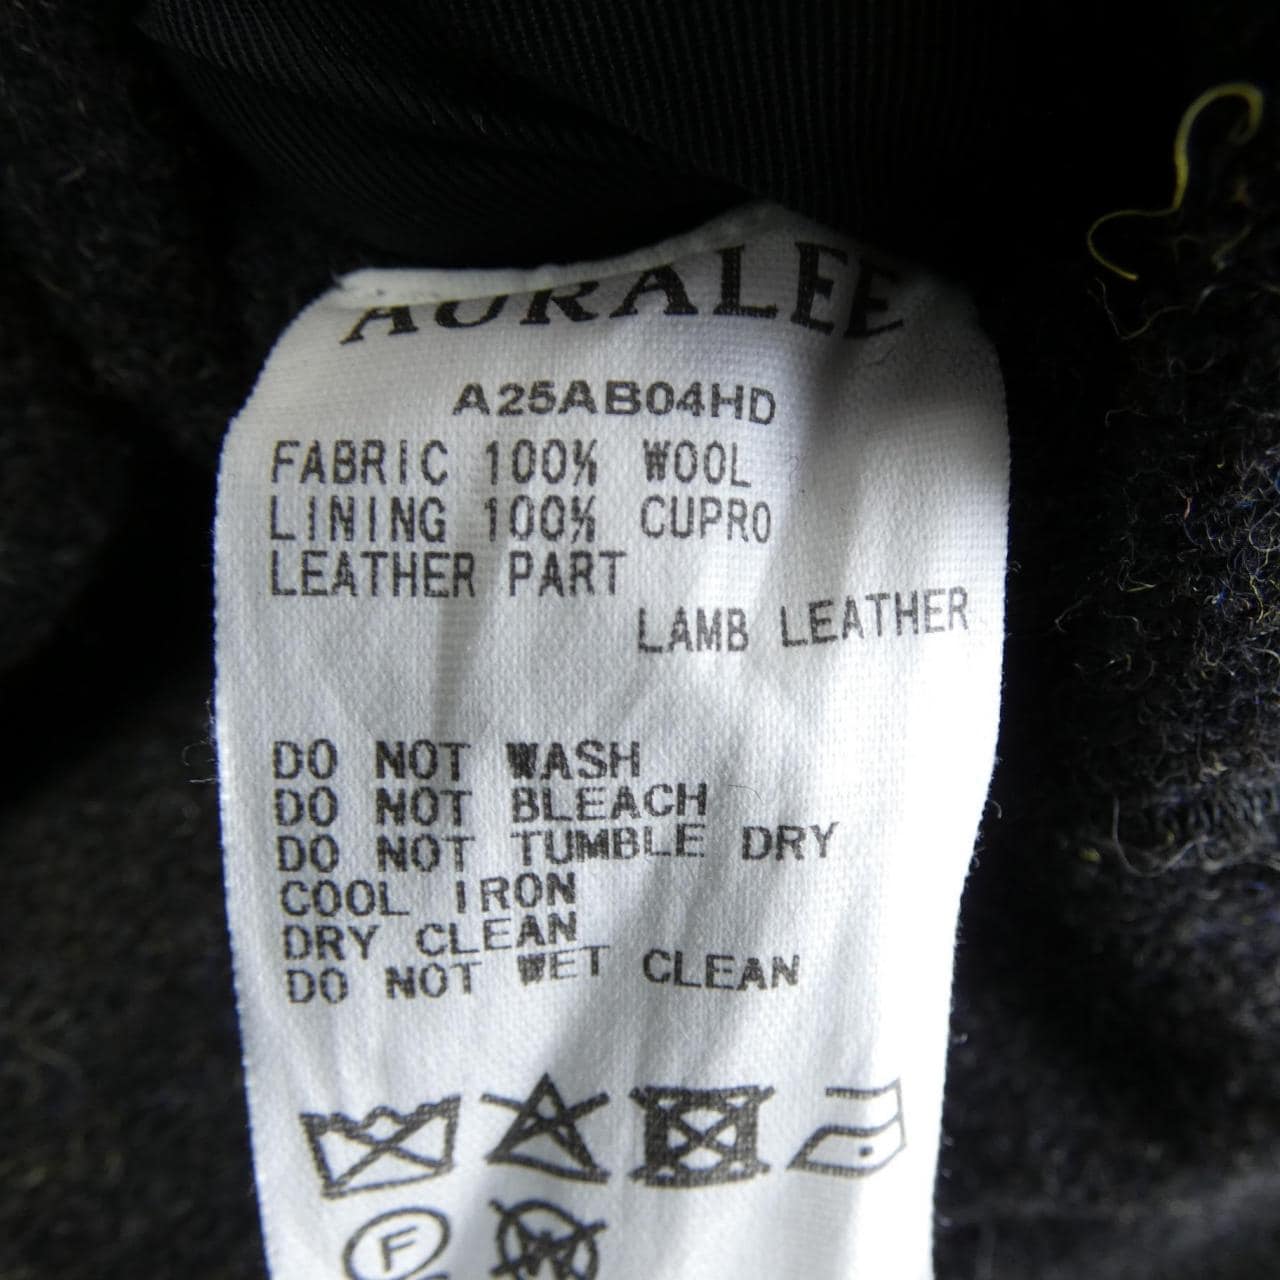 AURALEE
A25AB04HD
FABRIC 100% WOOL
LINING 100% CUPRO
LEATHER PART
LAMB LEATHER
DO NOT WASH
DO NOT BLEACH
DO NOT TUMBLE DRY
COOL IRON
DRY CLEAN
DO NOT WET CLEAN
F W